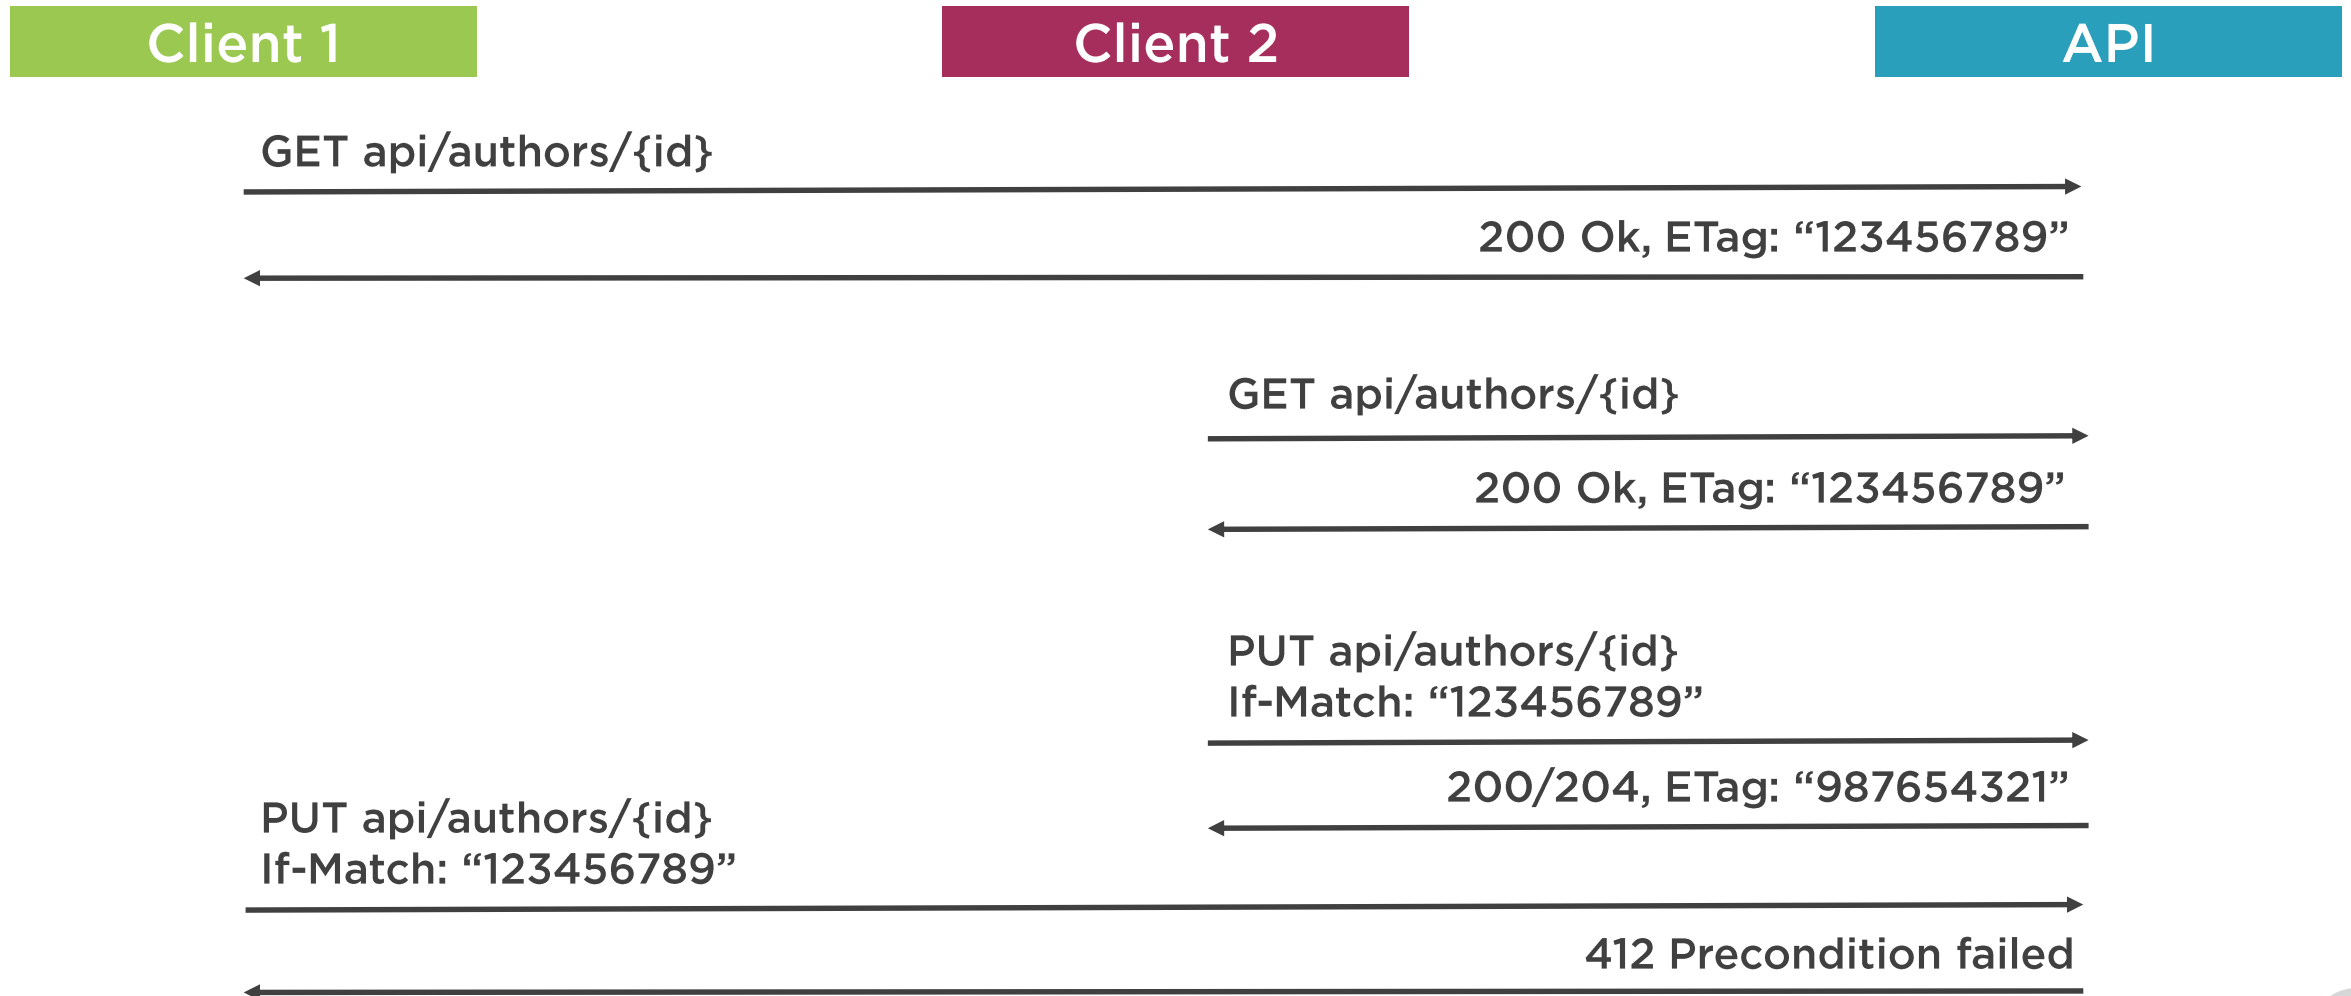 Client 1
Client 2
API
GET api/authors/{id}
200 Ok, ETag: “123456789”
GET api/authors/{id}
200 Ok, ETag: “123456789”
PUT api/authors/{id}
If-Match: “123456789”
200/204, ETag: “987654321”
PUT api/authors/{id}
If-Match: “123456789”
412 Precondition failed